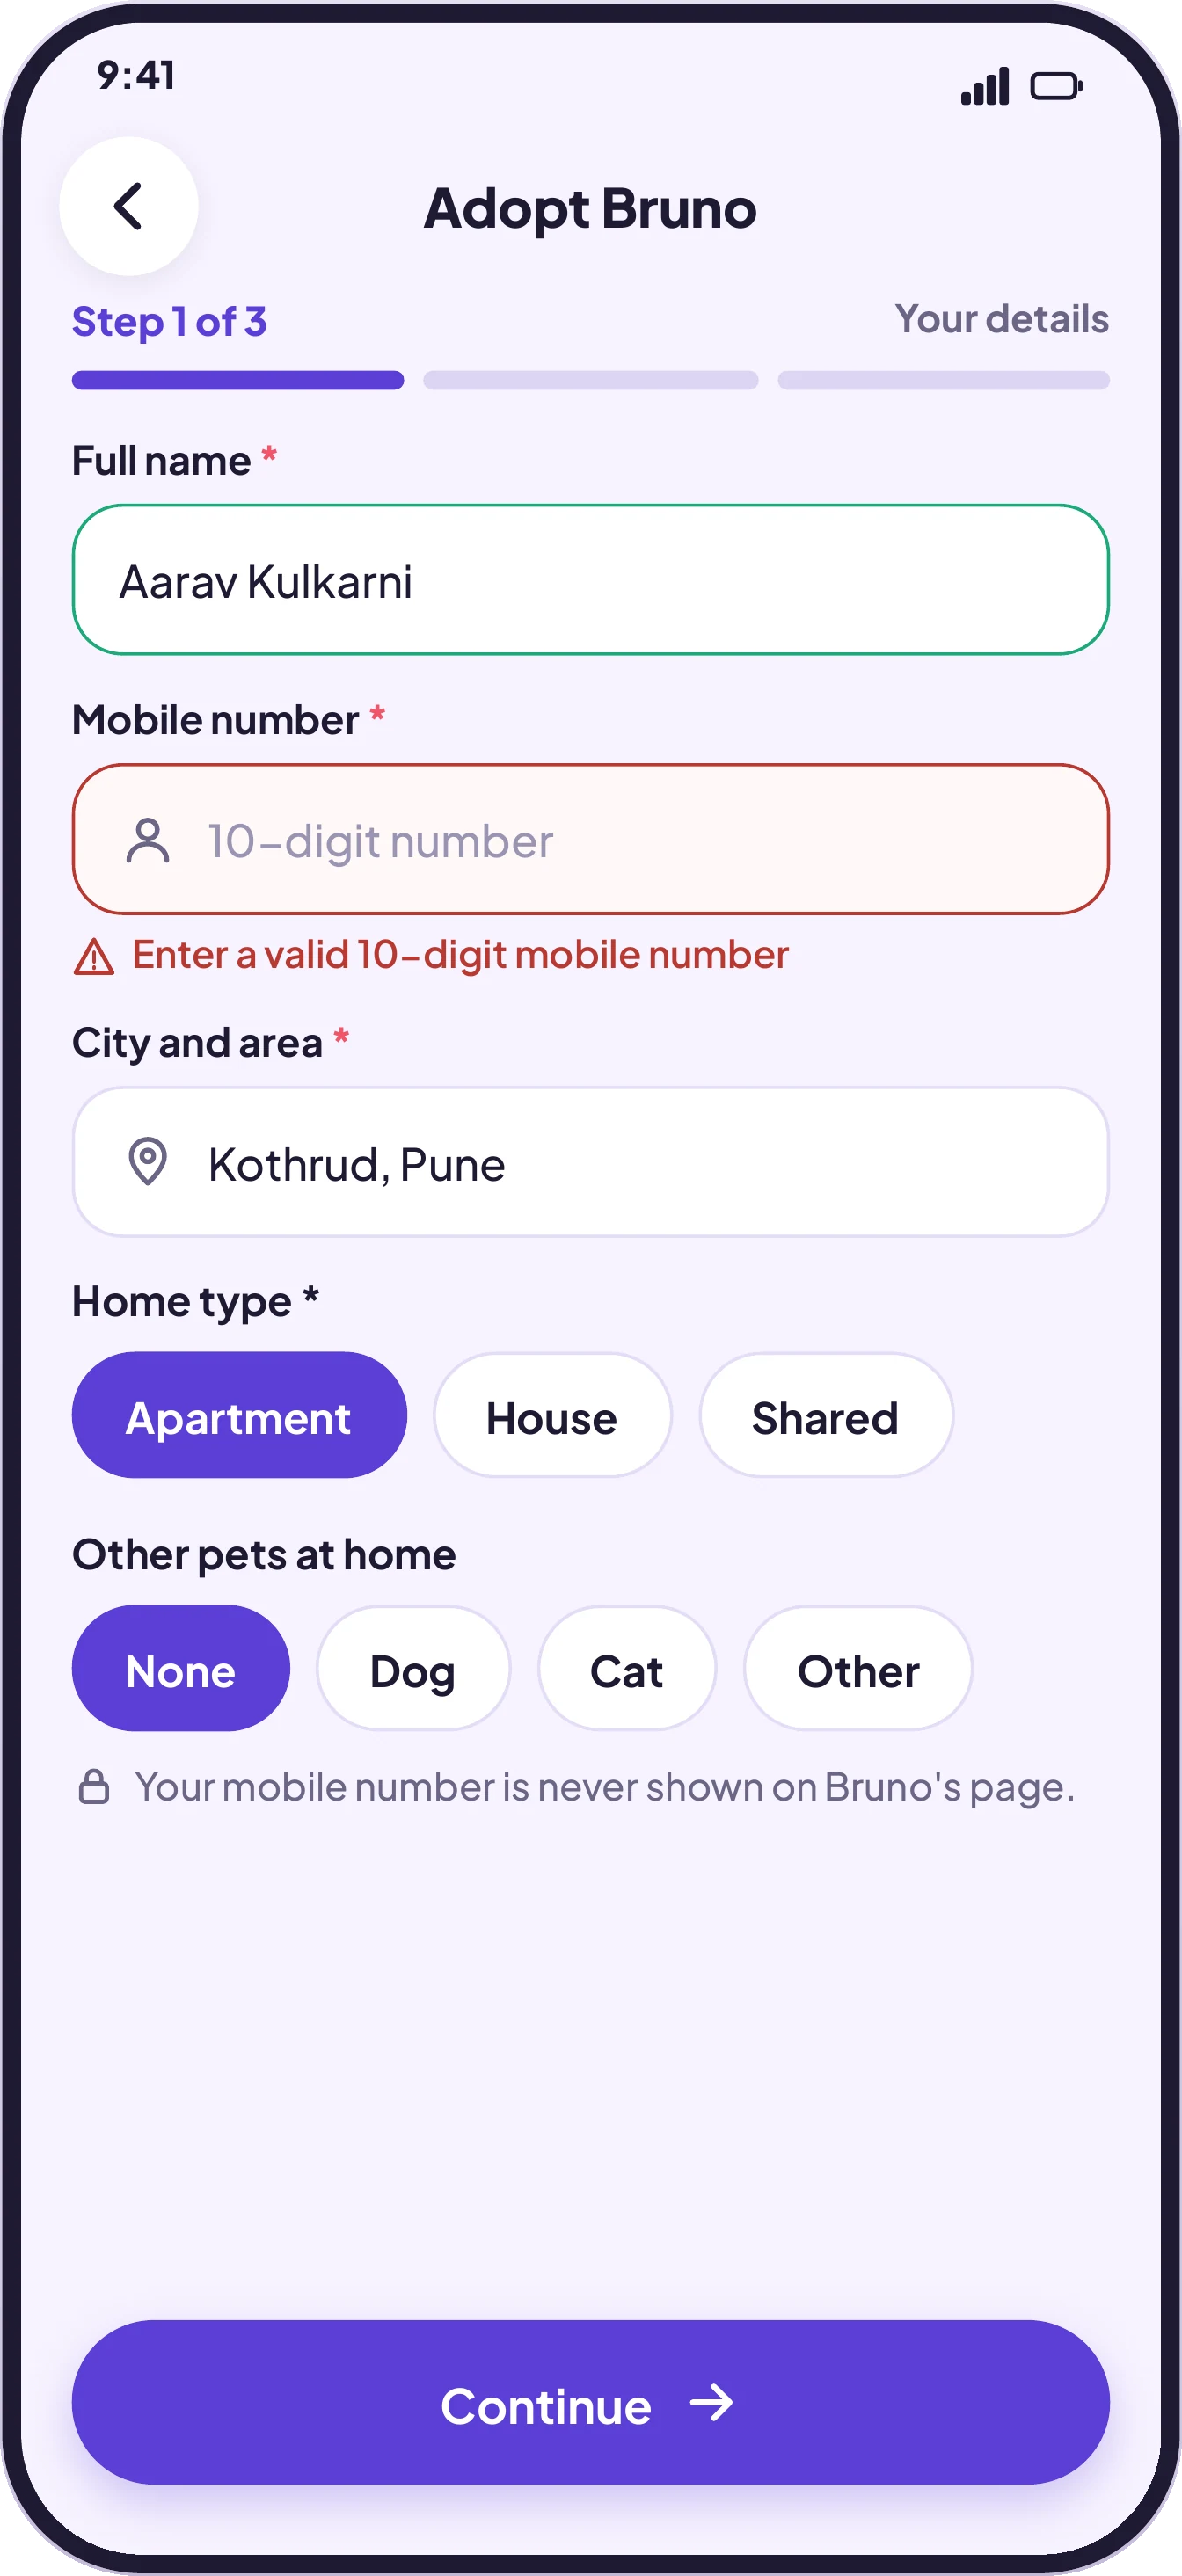 9:41
Adopt Bruno
Step 1 of 3
Your details
Full name *
Aarav Kulkarni
Mobile number *
10-digit number
Enter a valid 10-digit mobile number
City and area *
Kothrud, Pune
Home type *
Apartment
House
Shared
Other pets at home
None
Dog
Cat
Other
Your mobile number is never shown on Bruno's page.
Continue →